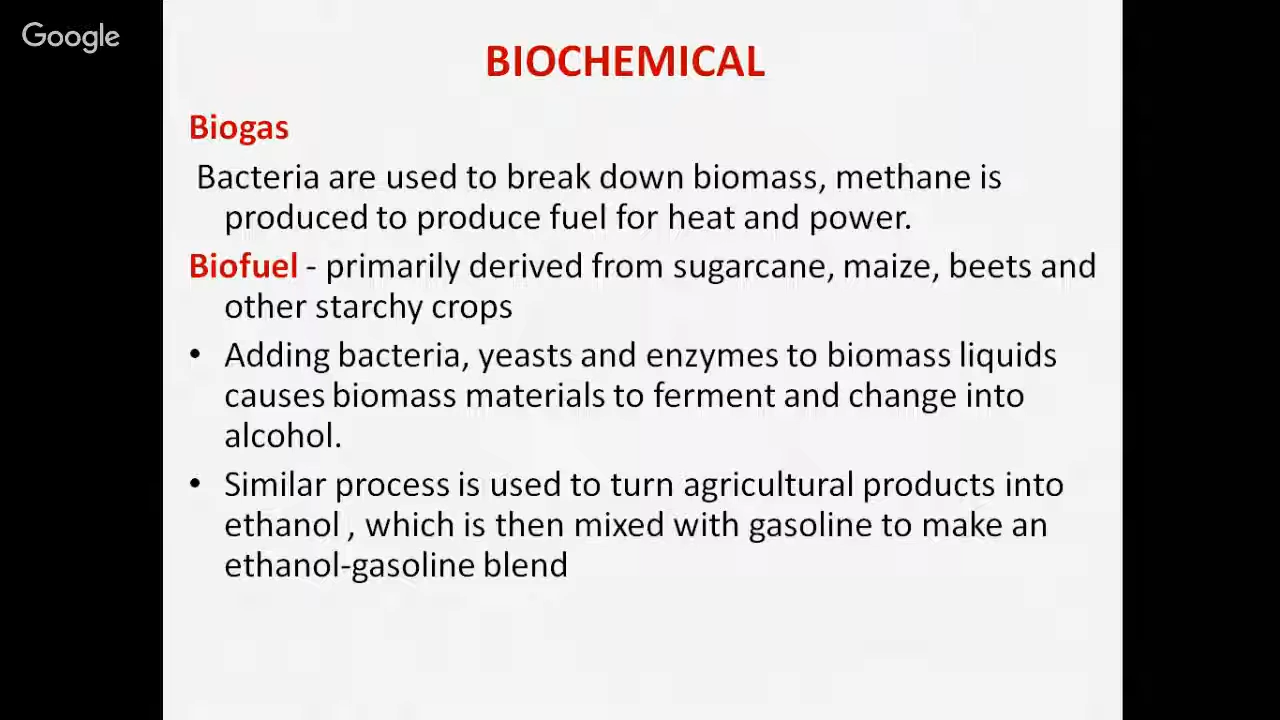 Google
BIOCHEMICAL
Biogas
Bacteria are used to break down biomass, methane is
produced to produce fuel for heat and power.
Biofuel - primarily derived from sugarcane, maize, beets and
other starchy crops
• Adding bacteria, yeasts and enzymes to biomass liquids
causes biomass materials to ferment and change into
alcohol.
• Similar process is used to turn agricultural products into
ethanol , which is then mixed with gasoline to make an
ethanol-gasoline blend